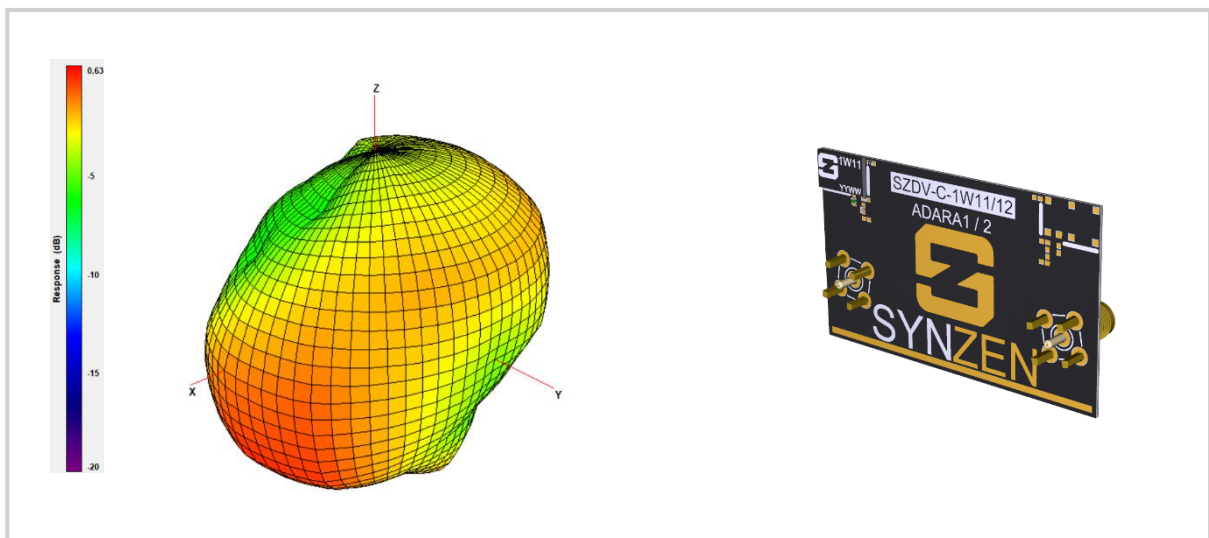 0.63
-5
-10
-15
-20
Response (dB)
Z
X
Y
1W11
YYWW
SZDV-C-1W11/12
ADARA1 / 2
SYNZEN